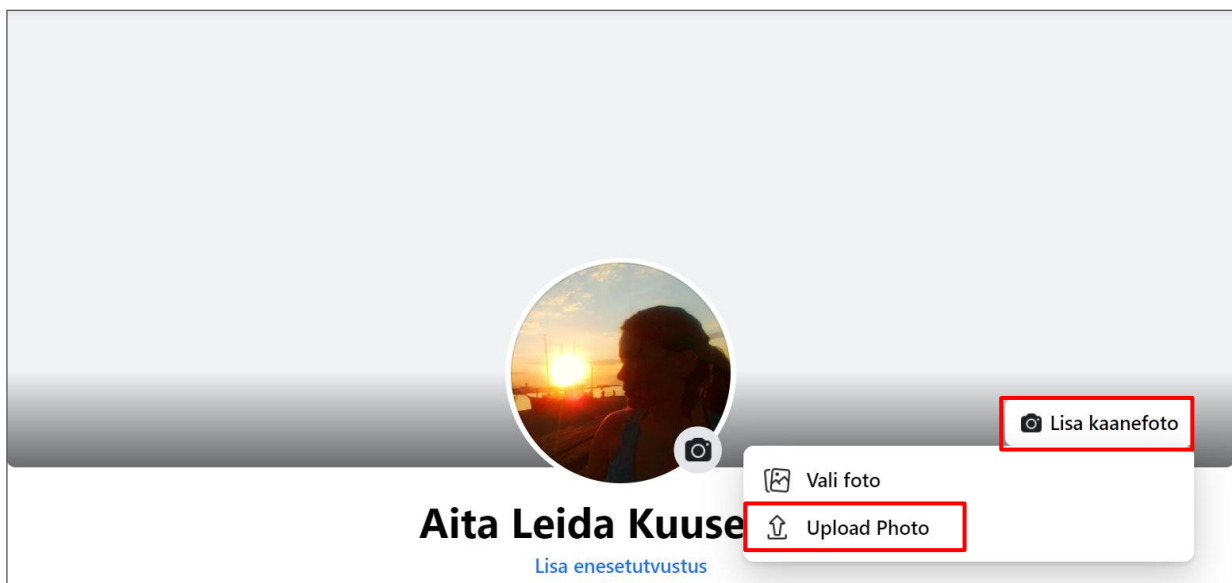 Lisa kaanefoto
Vali foto
Upload Photo
Aita Leida Kuuse
Lisa enesetutvustus